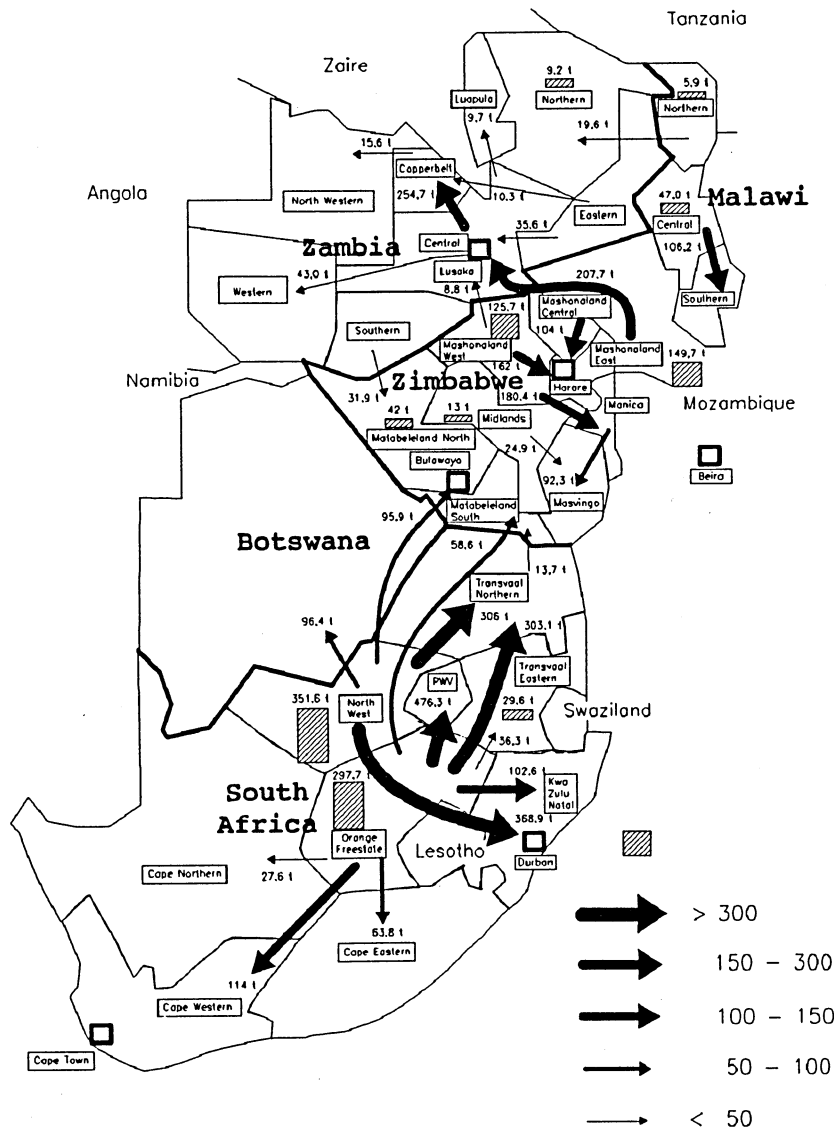 Tanzania
Zaire
9.2 t
Northern
5,9 t
Northern
Luapula
9,7 t
19,6 t
15,6 t
Copperbelt
254,7 t
10,3 t
Angola
North Western
Eastern
47,0 t
Malawi
Central
106,2 t
35.6 t
Central
Zambia
Lusaka
8,8 t
43,0 t
Western
207.7 t
Southern
Mashonaland
Central
125.7 t
104 t
Southern
Mashonaland
West
162 t
Mashonaland
East
149,7 t
Harare
Namibia
Zimbabwe
31,9 t
42 t
13 t
180.4 t
Midlands
Manica
Mozambique
Matabeleland North
Bulawayo
24,9 t
92,3 t
Beira
Matabeleland
South
Masvingo
95,9 t
Botswana
58,6 t
13,7 t
Transvaal
Northern
306 t
303.1 t
96,4 t
Transvaal
Eastern
PWV
476,3 t
29.6 t
Swaziland
351.6 t
North
West
36,3 t
297.7 t
102,6 t
Kwa
Zulu
Natal
South
Africa
368.9 t
Orange
Freestate
Lesotho
Durban
27.6 t
Cape Northern
63,8 t
Cape Eastern
114 t
Cape Western
Cape Town
> 300
150 - 300
100 - 150
50 - 100
< 50